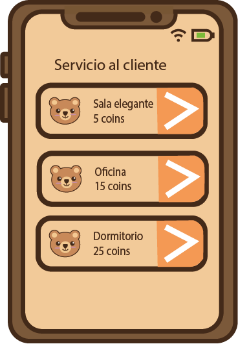 Servicio al cliente
Sala elegante
5 coins
Oficina
15 coins
Dormitorio
25 coins